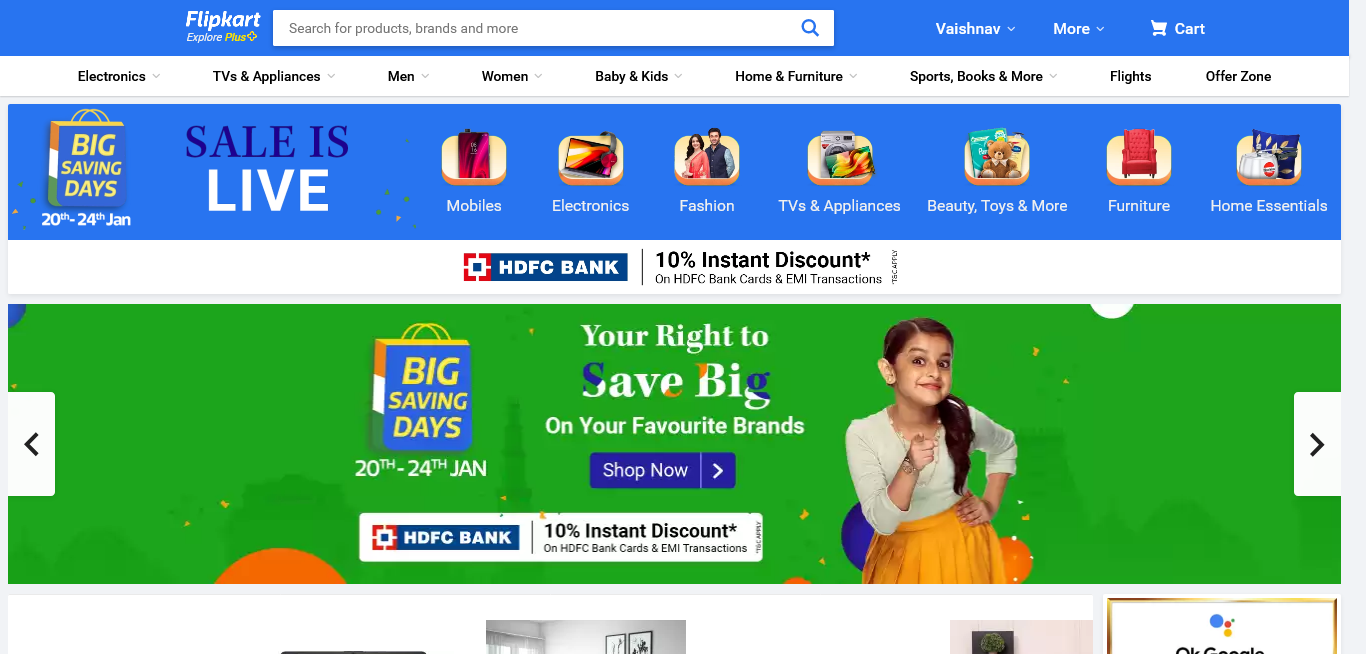 Flipkart
Explore Plus
Search for products, brands and more
Vaishnav
More
Cart
Electronics
TVs & Appliances
Men
Women
Baby & Kids
Home & Furniture
Sports, Books & More
Flights
Offer Zone
BIG
SAVING
DAYS
20th - 24th Jan
SALE IS
LIVE
Mobiles
Electronics
Fashion
TVs & Appliances
Beauty, Toys & More
Furniture
Home Essentials
HDFC BANK
10% Instant Discount*
On HDFC Bank Cards & EMI Transactions
*T&C APPLY
BIG
SAVING
DAYS
20TH - 24TH JAN
Your Right to
Save Big
On Your Favourite Brands
Shop Now
HDFC BANK
10% Instant Discount*
On HDFC Bank Cards & EMI Transactions
*T&C APPLY
Ok Google